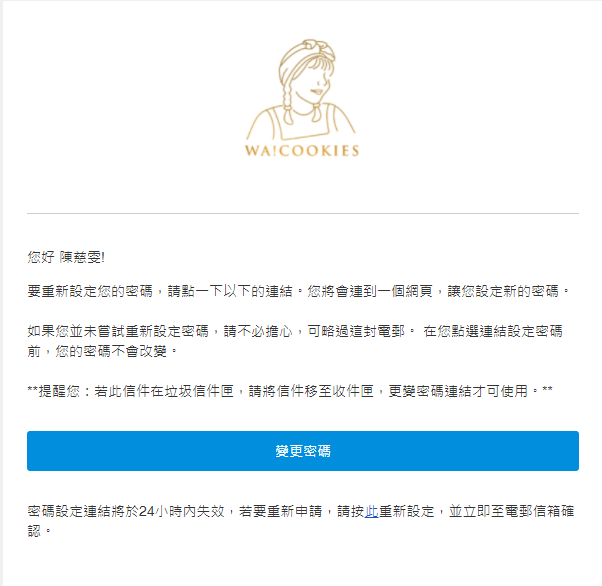 WA!COOKIES
您好 陳慈雯!
要重新設定您的密碼，請點一下以下的連結。您將會連到一個網頁，讓您設定新的密碼。
如果您並未嘗試重新設定密碼，請不必擔心，可略過這封電郵。 在您點選連結設定密碼
前，您的密碼不會改變。
**提醒您：若此信件在垃圾信件匣，請將信件移至收件匣，更變密碼連結才可使用。**
變更密碼
密碼設定連結將於24小時內失效，若要重新申請，請按此重新設定，並立即至電郵信箱確
認。